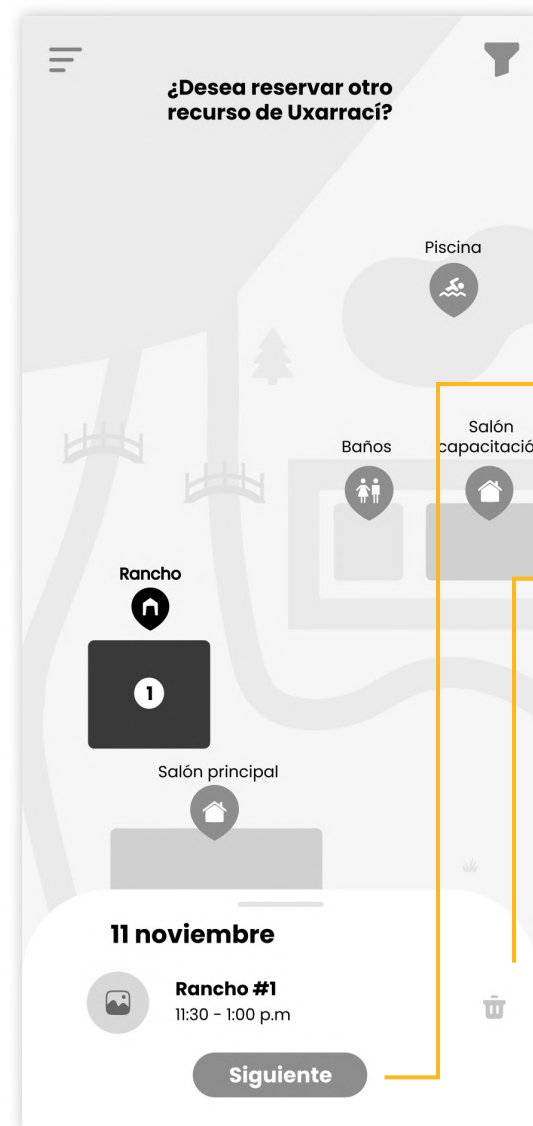 ¿Desea reservar otro
recurso de Uxarrací?
Piscina
Salón
capacitació
Baños
Rancho
1
Salón principal
11 noviembre
Rancho #1
11:30 - 1:00 p.m
Siguiente